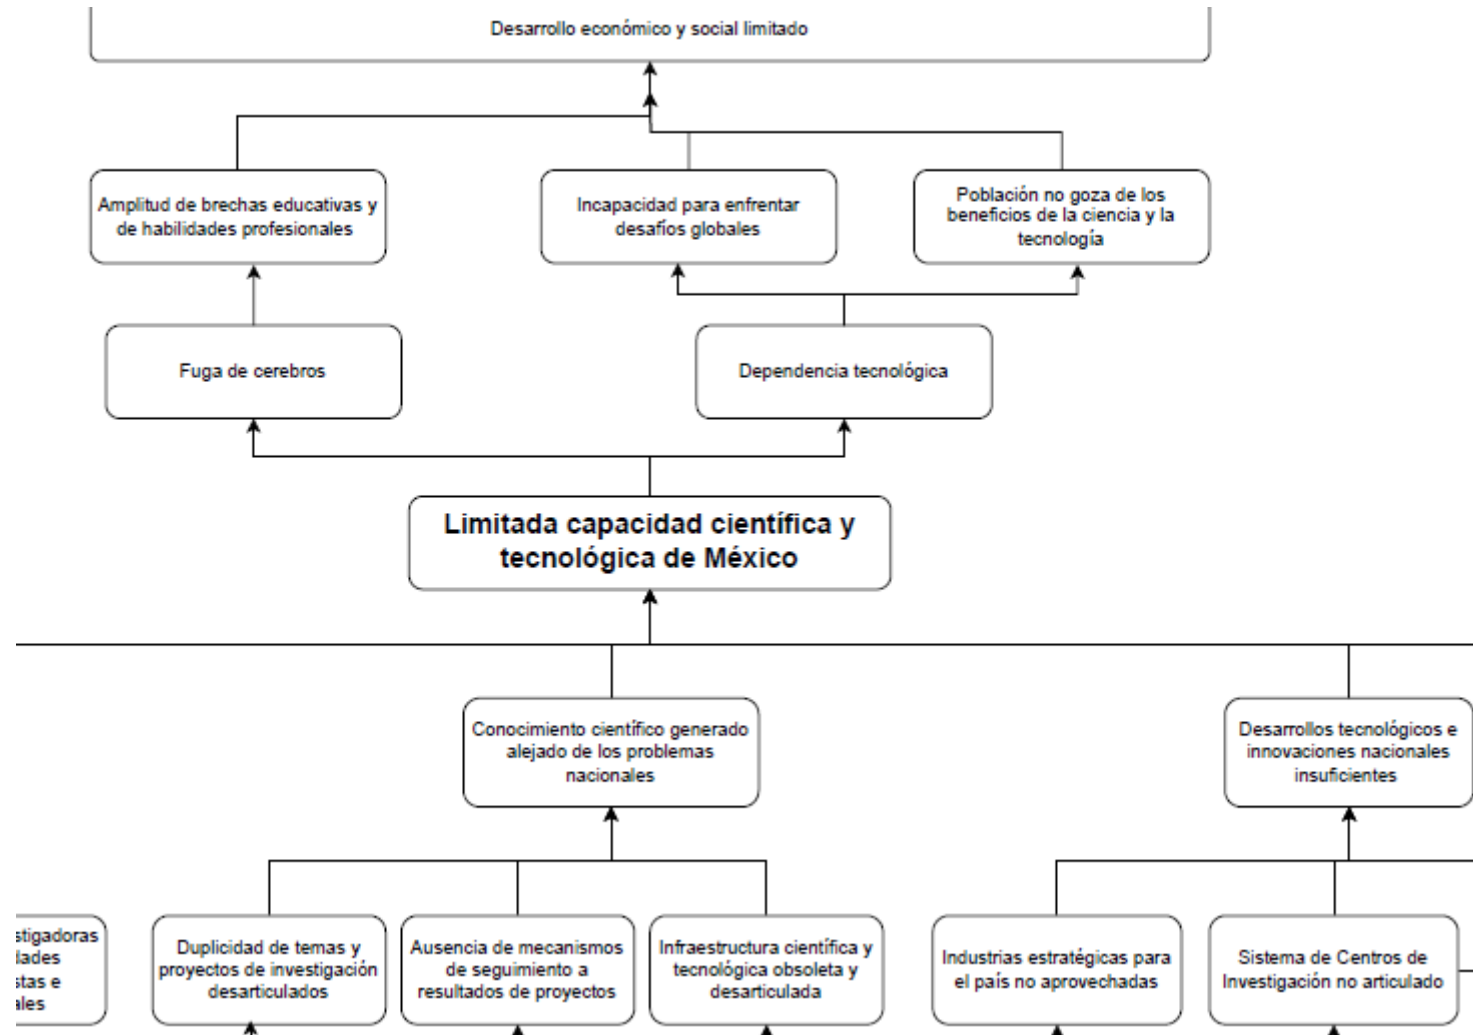 Desarrollo económico y social limitado
Amplitud de brechas educativas y
de habilidades profesionales
Incapacidad para enfrentar
desafíos globales
Población no goza de los
beneficios de la ciencia y la
tecnología
Fuga de cerebros
Dependencia tecnológica
Limitada capacidad científica y
tecnológica de México
Conocimiento científico generado
alejado de los problemas
nacionales
Desarrollos tecnológicos e
innovaciones nacionales
insuficientes
stigadoras
dades
stas e
ales
Duplicidad de temas y
proyectos de investigación
desarticulados
Ausencia de mecanismos
de seguimiento a
resultados de proyectos
Infraestructura científica y
tecnológica obsoleta y
desarticulada
Industrias estratégicas para
el país no aprovechadas
Sistema de Centros de
Investigación no articulado